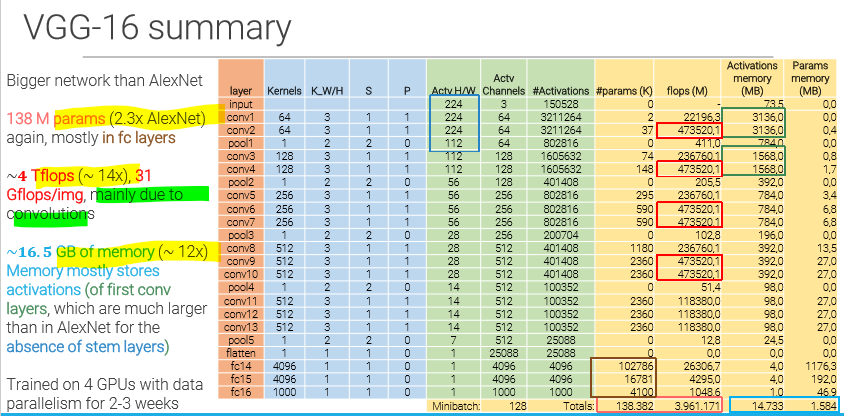 VGG-16 summary
Bigger network than AlexNet
138 M params (2.3x AlexNet)
again, mostly in fc layers
~4 Tflops (~ 14x), 31
Gflops/img, mainly due to
convolutions
~16.5 GB of memory (~ 12x)
Memory mostly stores
activations (of first conv
layers, which are much larger
than in AlexNet for the
absence of stem layers)
Trained on 4 GPUs with data
parallelism for 2-3 weeks
layer Kernels K_W/H S P Actv H/W Actv Channels #Activations #params (K) flops (M) Activations memory (MB) Params memory (MB)
input 224 3 150528 0 - 73,5 0,0
conv1 64 3 1 1 224 64 3211264 2 22196,3 3136,0 0,0
conv2 64 3 1 1 224 64 3211264 37 473520,1 3136,0 0,4
pool1 1 2 2 0 112 64 802816 0 411,0 784,0 0,0
conv3 128 3 1 1 112 128 1605632 74 236760,1 1568,0 0,8
conv4 128 3 1 1 112 128 1605632 148 473520,1 1568,0 1,7
pool2 1 2 2 0 56 128 401408 0 205,5 392,0 0,0
conv5 256 3 1 1 56 256 802816 295 236760,1 784,0 3,4
conv6 256 3 1 1 56 256 802816 590 473520,1 784,0 6,8
conv7 256 3 1 1 56 256 802816 590 473520,1 784,0 6,8
pool3 1 2 2 0 28 256 200704 0 102,8 196,0 0,0
conv8 512 3 1 1 28 512 401408 1180 236760,1 392,0 13,5
conv9 512 3 1 1 28 512 401408 2360 473520,1 392,0 27,0
conv10 512 3 1 1 28 512 401408 2360 473520,1 392,0 27,0
pool4 1 2 2 0 14 512 100352 0 51,4 98,0 0,0
conv11 512 3 1 1 14 512 100352 2360 118380,0 98,0 27,0
conv12 512 3 1 1 14 512 100352 2360 118380,0 98,0 27,0
conv13 512 3 1 1 14 512 100352 2360 118380,0 98,0 27,0
pool5 1 2 2 0 7 512 25088 0 12,8 24,5 0,0
flatten 1 1 1 0 1 25088 25088 0 0,0 0,0 0,0
fc14 4096 1 1 0 1 4096 4096 102786 26306,7 4,0 1176,3
fc15 4096 1 1 0 1 4096 4096 16781 4295,0 4,0 192,0
fc16 1000 1 1 0 1 1000 1000 4100 1048,6 1,0 46,9
Minibatch: 128 Totals: 138.382 3.961.171 14.733 1.584